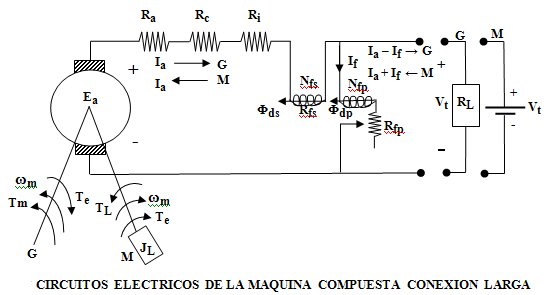 Ra Rc Ri G M
Ia G
Ia M
If
Ia – If → G
Ia + If ← M
+
+
Ea
Nfs
Rfs
Φds
Nfp
Φdp
Rfp
Vt
RL
+
-
Vt
-
-
ωm
Tm
Te
TL
ωm
Te
G
M
JL
CIRCUITOS ELECTRICOS DE LA MAQUINA COMPUESTA CONEXION LARGA